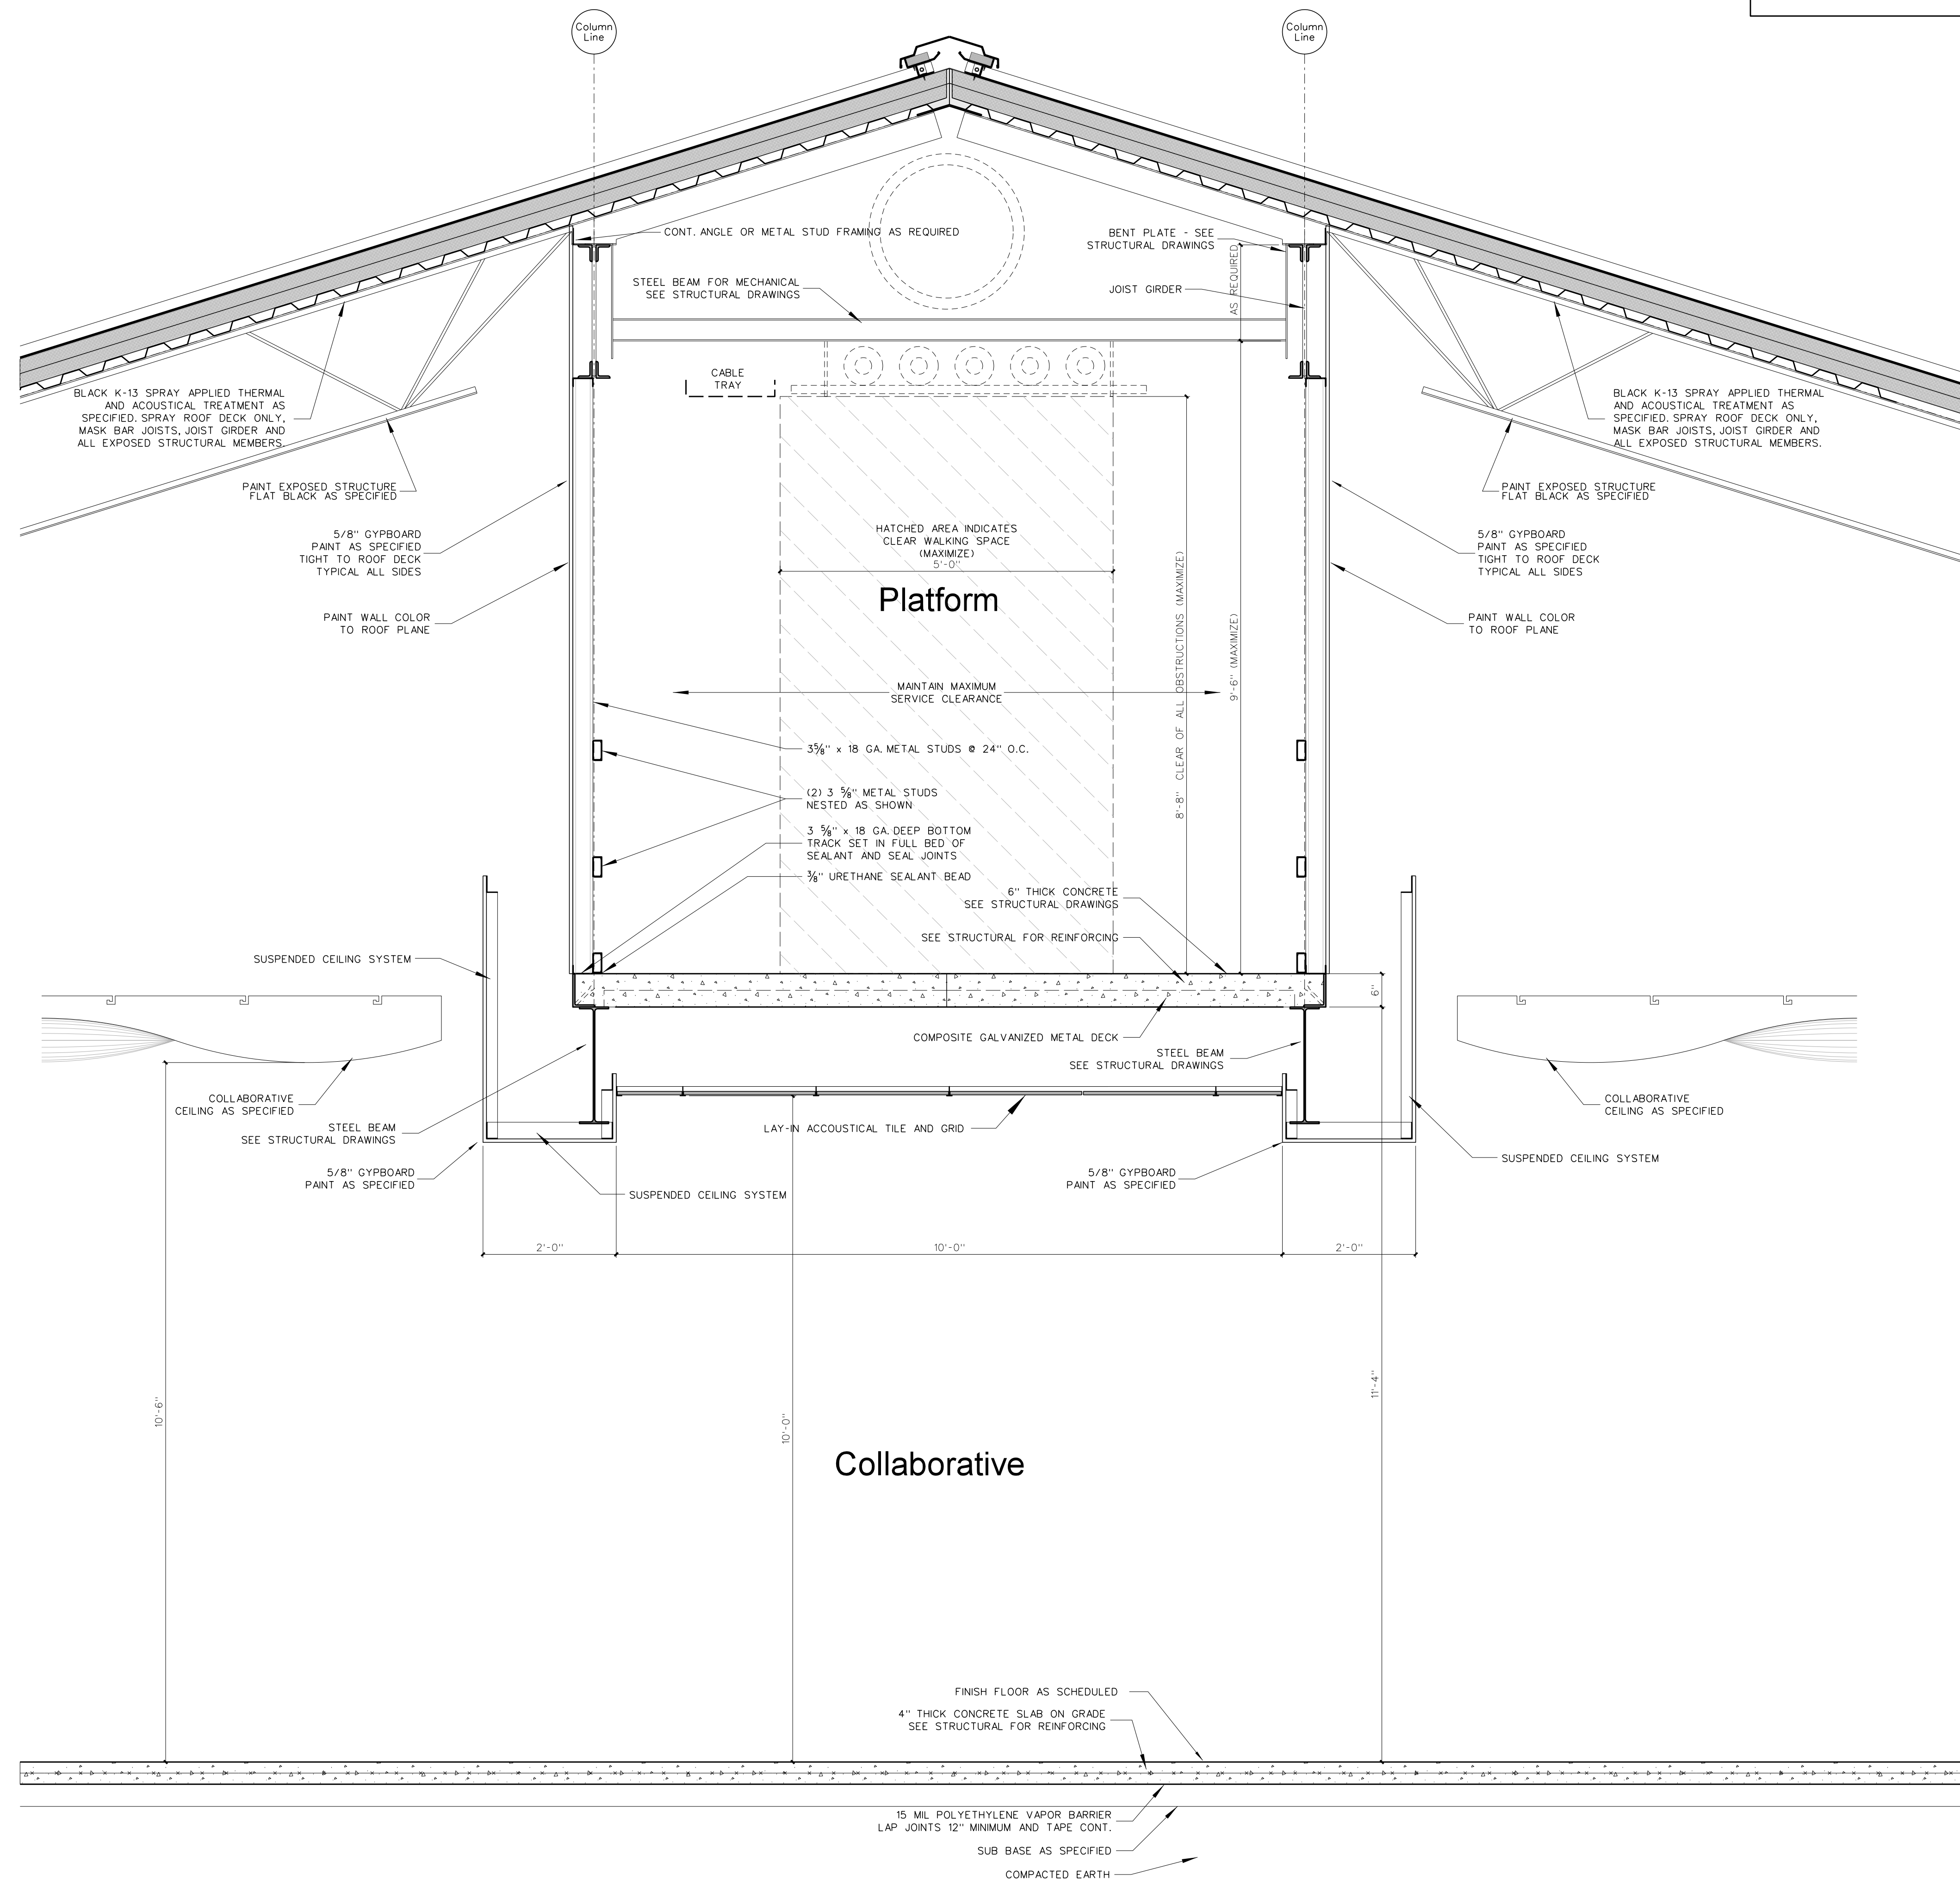 Column
Line
Column
Line
CONT. ANGLE OR METAL STUD FRAMING AS REQUIRED
BENT PLATE - SEE
STRUCTURAL DRAWINGS
AS REQUIRED
STEEL BEAM FOR MECHANICAL
SEE STRUCTURAL DRAWINGS
JOIST GIRDER
CABLE
TRAY
BLACK K-13 SPRAY APPLIED THERMAL
AND ACOUSTICAL TREATMENT AS
SPECIFIED. SPRAY ROOF DECK ONLY,
MASK BAR JOISTS, JOIST GIRDER AND
ALL EXPOSED STRUCTURAL MEMBERS.
BLACK K-13 SPRAY APPLIED THERMAL
AND ACOUSTICAL TREATMENT AS
SPECIFIED. SPRAY ROOF DECK ONLY,
MASK BAR JOISTS, JOIST GIRDER AND
ALL EXPOSED STRUCTURAL MEMBERS.
PAINT EXPOSED STRUCTURE
FLAT BLACK AS SPECIFIED
PAINT EXPOSED STRUCTURE
FLAT BLACK AS SPECIFIED
5/8" GYPBOARD
PAINT AS SPECIFIED
TIGHT TO ROOF DECK
TYPICAL ALL SIDES
HATCHED AREA INDICATES
CLEAR WALKING SPACE
(MAXIMIZE)
5'-0"
5/8" GYPBOARD
PAINT AS SPECIFIED
TIGHT TO ROOF DECK
TYPICAL ALL SIDES
Platform
PAINT WALL COLOR
TO ROOF PLANE
PAINT WALL COLOR
TO ROOF PLANE
8'-8" CLEAR OF ALL OBSTRUCTIONS (MAXIMIZE)
9'-6" (MAXIMIZE)
MAINTAIN MAXIMUM
SERVICE CLEARANCE
3⅝" x 18 GA. METAL STUDS @ 24" O.C.
(2) 3 ⅝" METAL STUDS
NESTED AS SHOWN
3 ⅝" x 18 GA. DEEP BOTTOM
TRACK SET IN FULL BED OF
SEALANT AND SEAL JOINTS
⅜" URETHANE SEALANT BEAD
6" THICK CONCRETE
SEE STRUCTURAL DRAWINGS
SEE STRUCTURAL FOR REINFORCING
SUSPENDED CEILING SYSTEM
6"
COMPOSITE GALVANIZED METAL DECK
STEEL BEAM
SEE STRUCTURAL DRAWINGS
COLLABORATIVE
CEILING AS SPECIFIED
COLLABORATIVE
CEILING AS SPECIFIED
STEEL BEAM
SEE STRUCTURAL DRAWINGS
LAY-IN ACCOUSTICAL TILE AND GRID
SUSPENDED CEILING SYSTEM
5/8" GYPBOARD
PAINT AS SPECIFIED
5/8" GYPBOARD
PAINT AS SPECIFIED
SUSPENDED CEILING SYSTEM
2'-0"
10'-0"
2'-0"
10'-6"
10'-0"
11'-4"
Collaborative
FINISH FLOOR AS SCHEDULED
4" THICK CONCRETE SLAB ON GRADE
SEE STRUCTURAL FOR REINFORCING
15 MIL POLYETHYLENE VAPOR BARRIER
LAP JOINTS 12" MINIMUM AND TAPE CONT.
SUB BASE AS SPECIFIED
COMPACTED EARTH